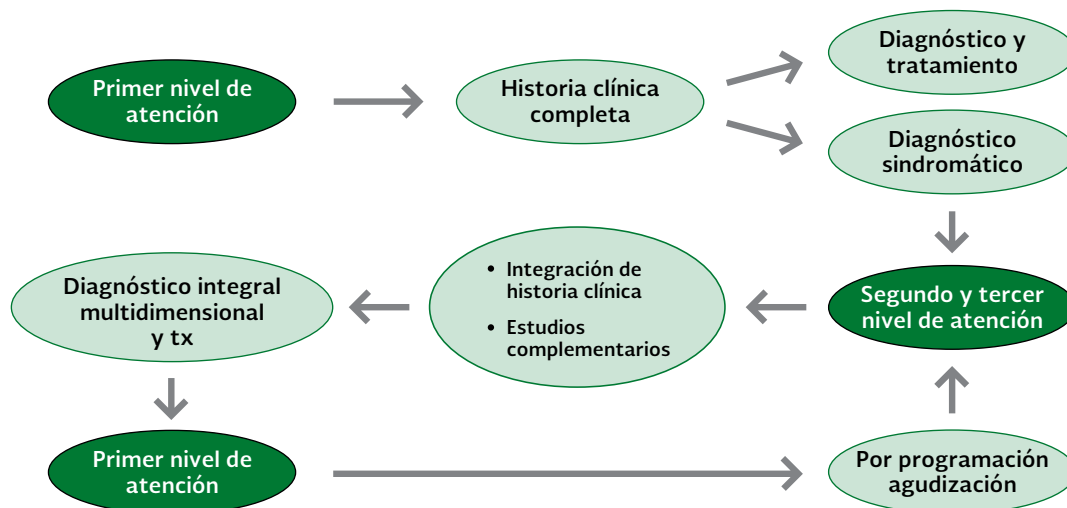 Primer nivel de
atención
Historia clínica
completa
Diagnóstico y
tratamiento
Diagnóstico
sindromático
Diagnóstico integral
multidimensional
y tx
• Integración de
historia clínica
• Estudios
complementarios
Segundo y tercer
nivel de atención
Primer nivel de
atención
Por programación
agudización